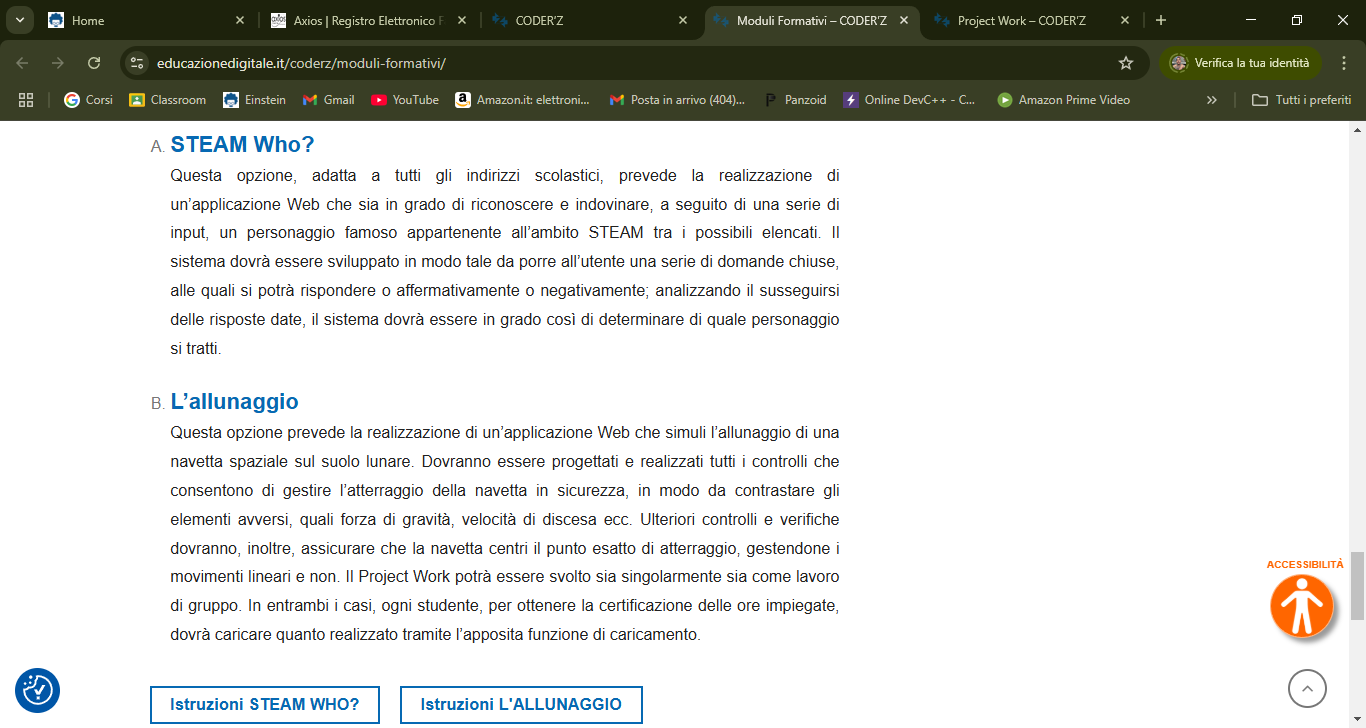 Home
Axios | Registro Elettronico F
CODER'Z
Moduli Formativi – CODER'Z
Project Work – CODER'Z
educazionedigitale.it/coderz/moduli-formativi/
Verifica la tua identità
Corsi
Classroom
Einstein
Gmail
YouTube
Amazon.it: elettroni...
Posta in arrivo (404)...
Panzoid
Online DevC++ - C...
Amazon Prime Video
Tutti i preferiti
A. STEAM Who?
Questa opzione, adatta a tutti gli indirizzi scolastici, prevede la realizzazione di
un'applicazione Web che sia in grado di riconoscere e indovinare, a seguito di una serie di
input, un personaggio famoso appartenente all'ambito STEAM tra i possibili elencati. Il
sistema dovrà essere sviluppato in modo tale da porre all'utente una serie di domande chiuse,
alle quali si potrà rispondere o affermativamente o negativamente; analizzando il susseguirsi
delle risposte date, il sistema dovrà essere in grado così di determinare di quale personaggio
si tratti.
B. L'allunaggio
Questa opzione prevede la realizzazione di un'applicazione Web che simuli l'allunaggio di una
navetta spaziale sul suolo lunare. Dovranno essere progettati e realizzati tutti i controlli che
consentono di gestire l'atterraggio della navetta in sicurezza, in modo da contrastare gli
elementi avversi, quali forza di gravità, velocità di discesa ecc. Ulteriori controlli e verifiche
dovranno, inoltre, assicurare che la navetta centri il punto esatto di atterraggio, gestendone i
movimenti lineari e non. Il Project Work potrà essere svolto sia singolarmente sia come lavoro
di gruppo. In entrambi i casi, ogni studente, per ottenere la certificazione delle ore impiegate,
dovrà caricare quanto realizzato tramite l'apposita funzione di caricamento.
ACCESSIBILITÀ
Istruzioni STEAM WHO?
Istruzioni L'ALLUNAGGIO